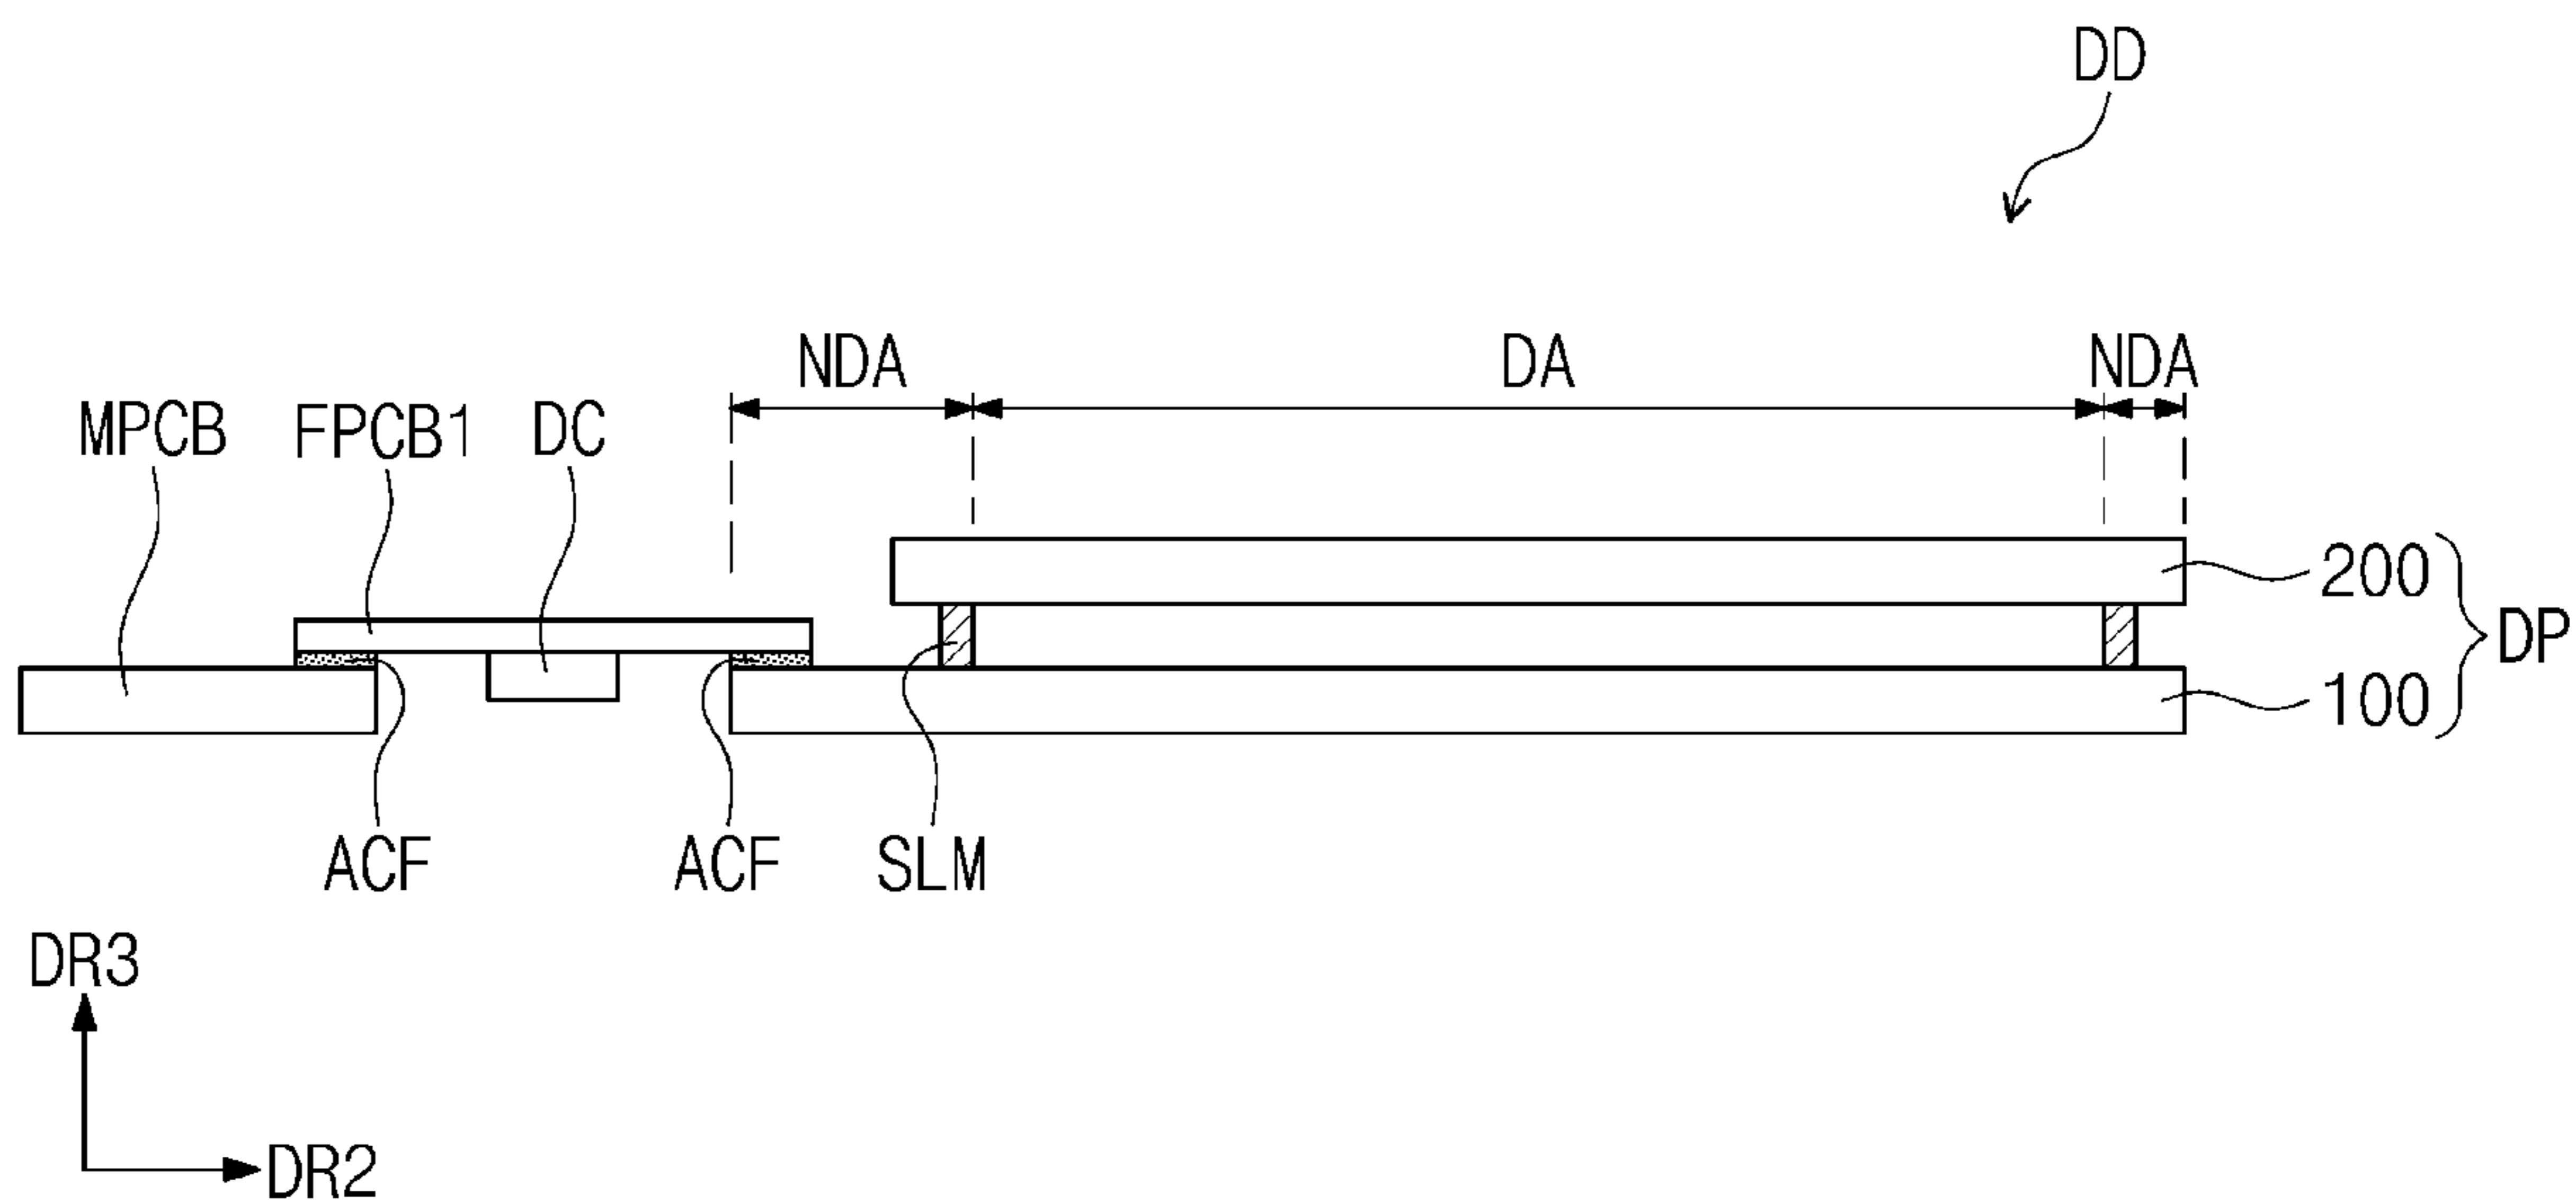 DD
NDA DA NDA
MPCB FPCB1 DC
200
DP
100
ACF ACF SLM
DR3
DR2